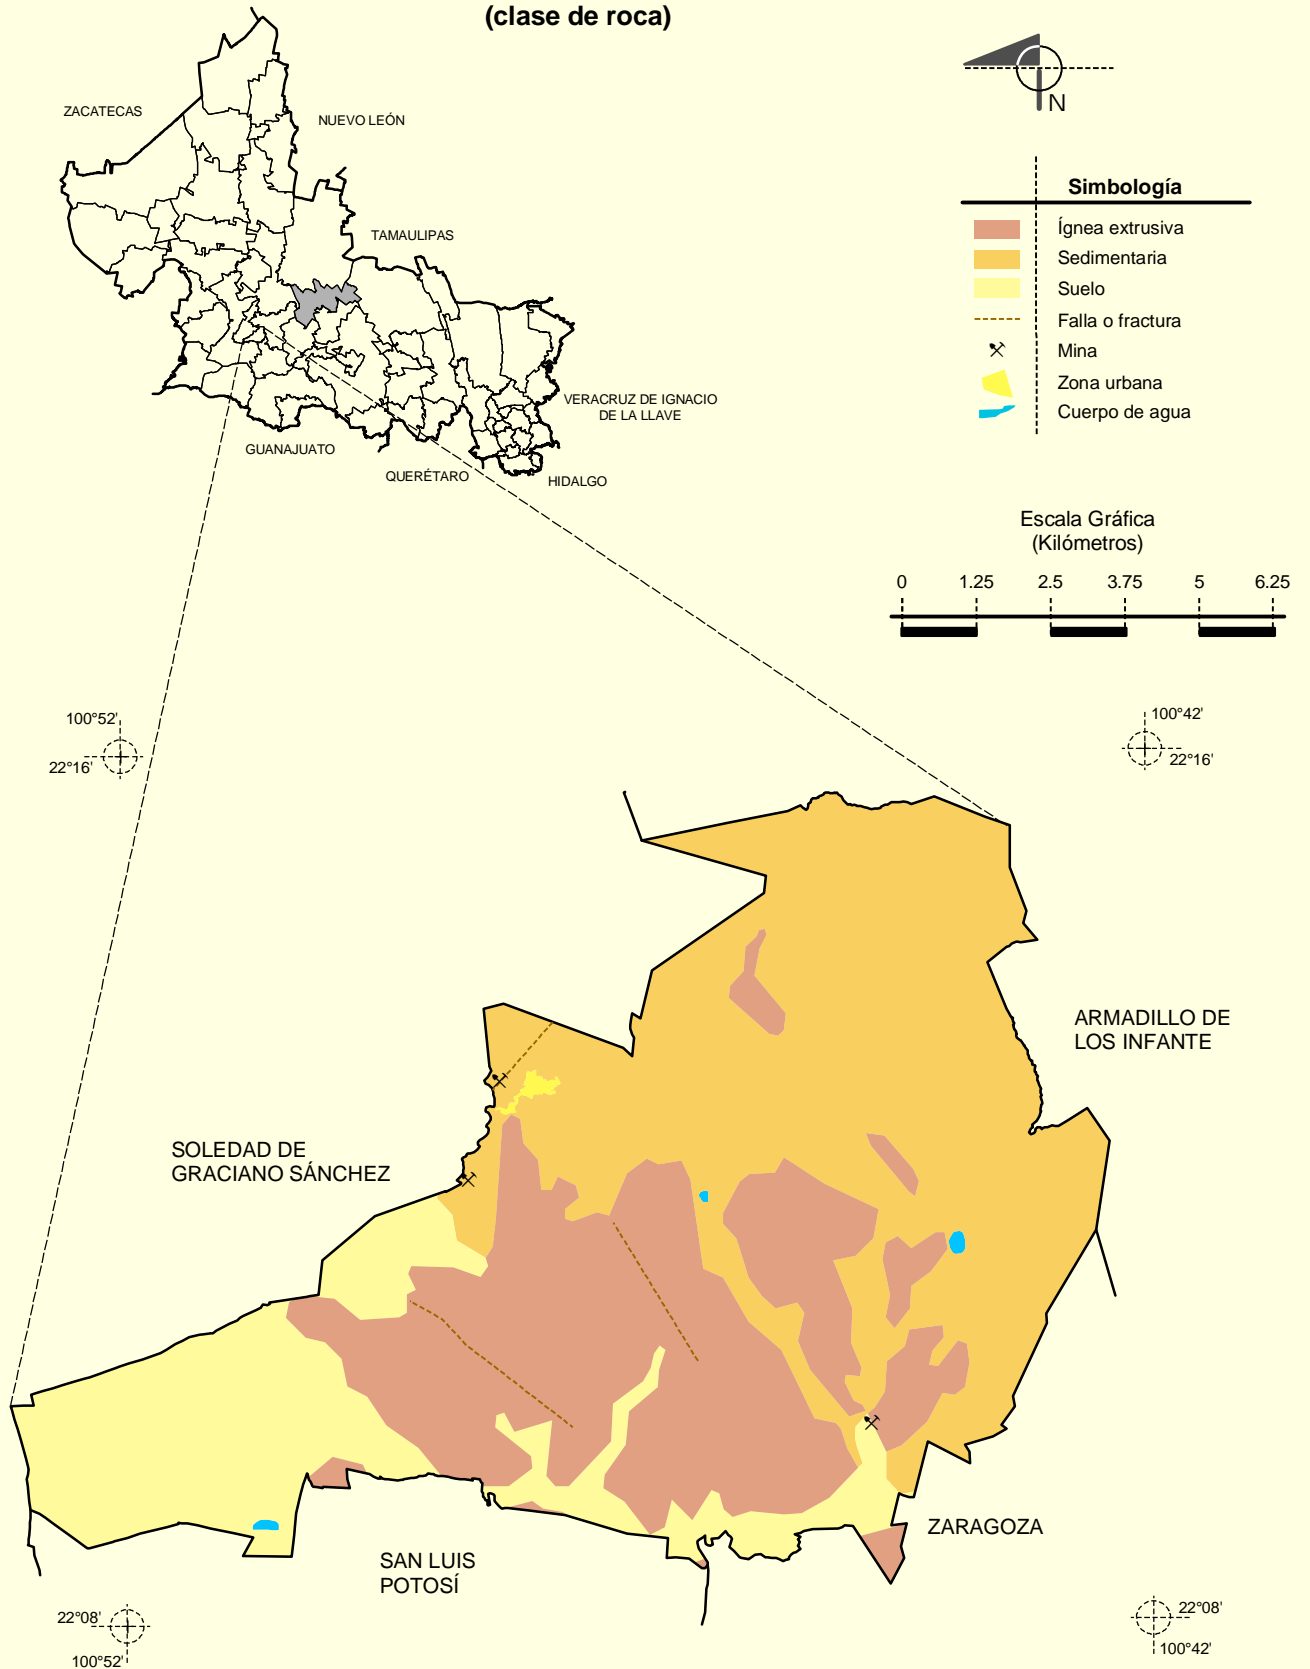 (clase de roca)
ZACATECAS
NUEVO LEÓN
TAMAULIPAS
VERACRUZ DE IGNACIO
DE LA LLAVE
GUANAJUATO
QUERÉTARO
HIDALGO
N
Simbología
Ígnea extrusiva
Sedimentaria
Suelo
Falla o fractura
Mina
Zona urbana
Cuerpo de agua
Escala Gráfica
(Kilómetros)
0 1.25 2.5 3.75 5 6.25
100°52'
22°16'
100°42'
22°16'
ARMADILLO DE
LOS INFANTE
SOLEDAD DE
GRACIANO SÁNCHEZ
ZARAGOZA
SAN LUIS
POTOSÍ
22°08'
100°52'
22°08'
100°42'